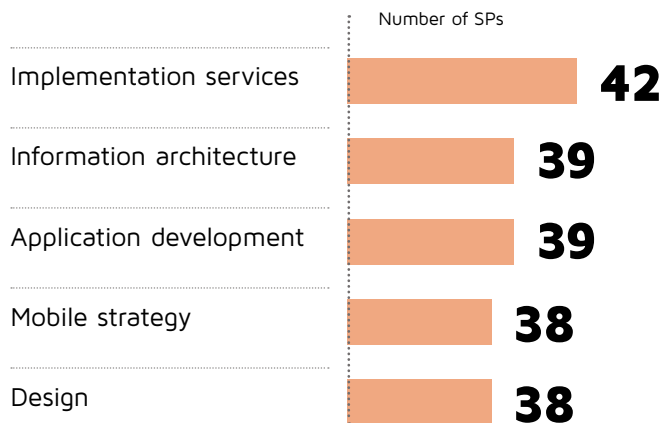 Number of SPs
Implementation services 42
Information architecture 39
Application development 39
Mobile strategy 38
Design 38